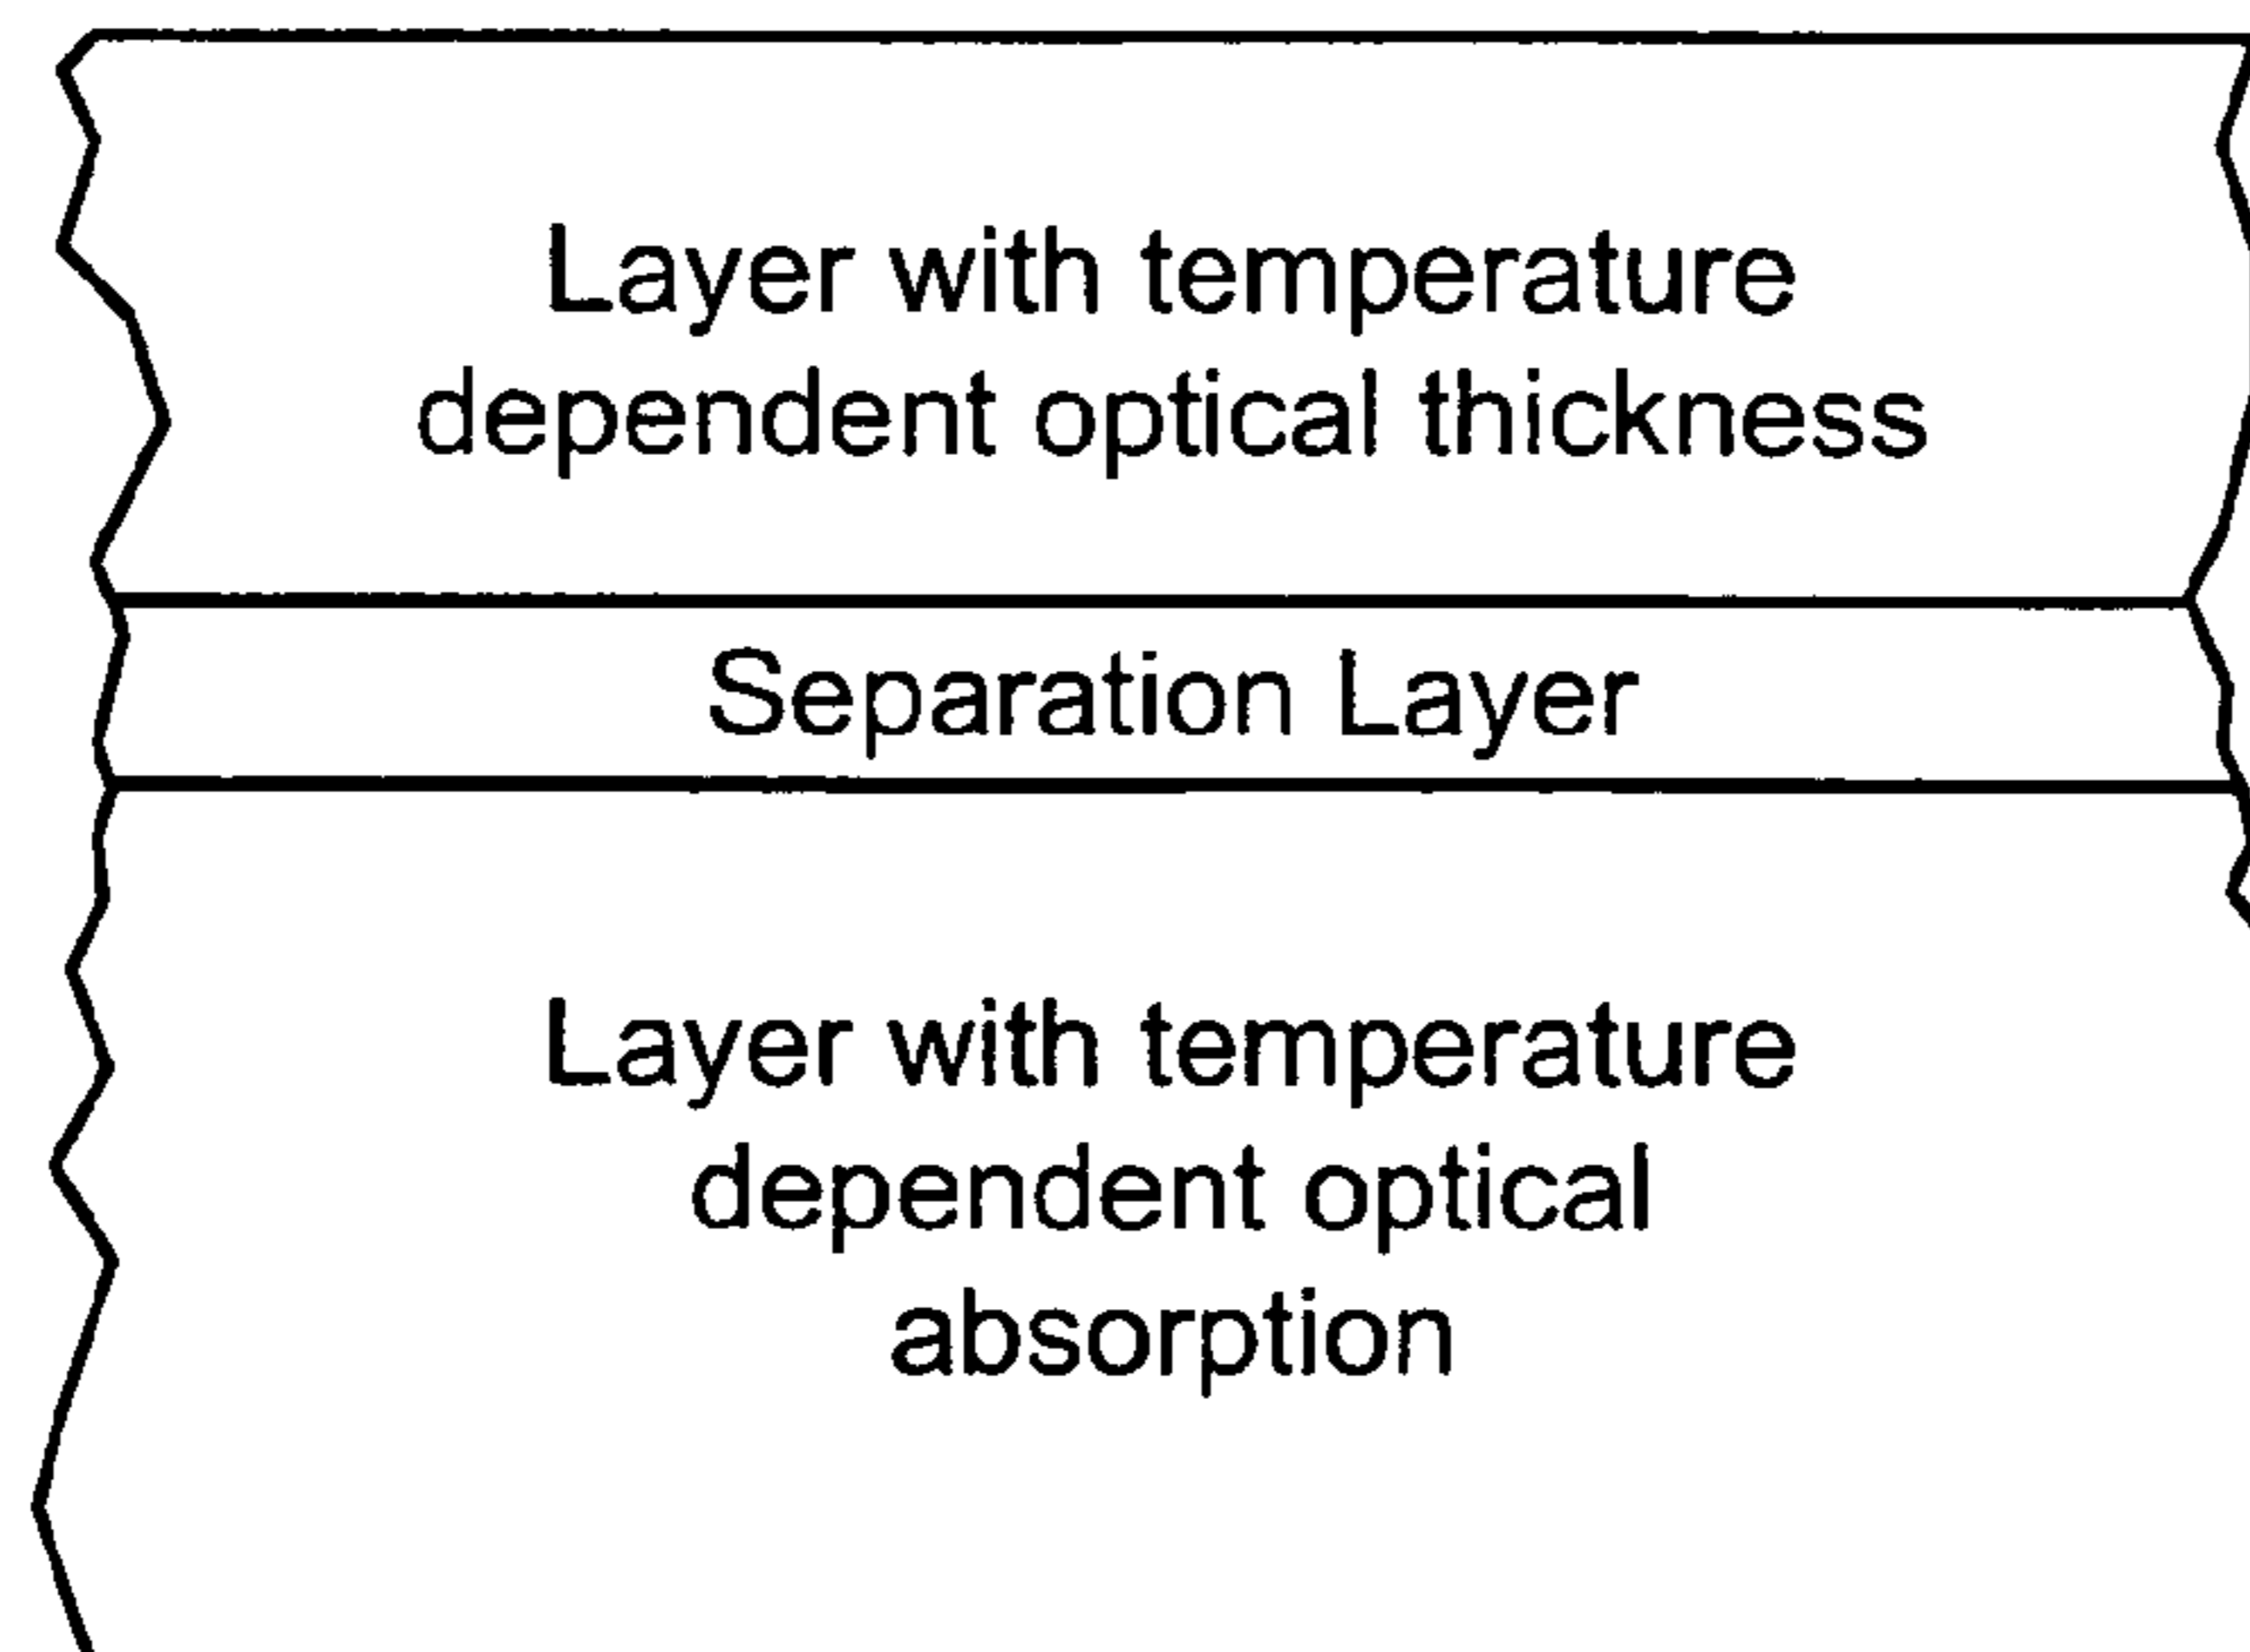 Layer with temperature
dependent optical thickness
Separation Layer
Layer with temperature
dependent optical
absorption